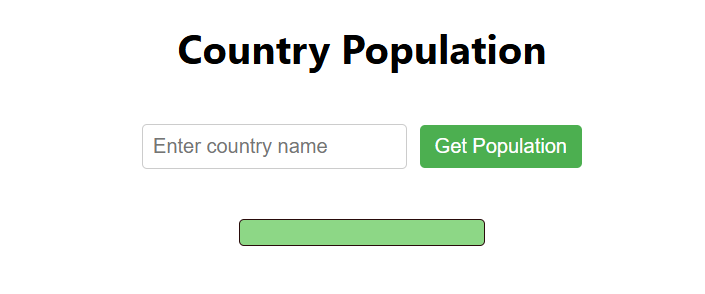 Country Population
Enter country name
Get Population